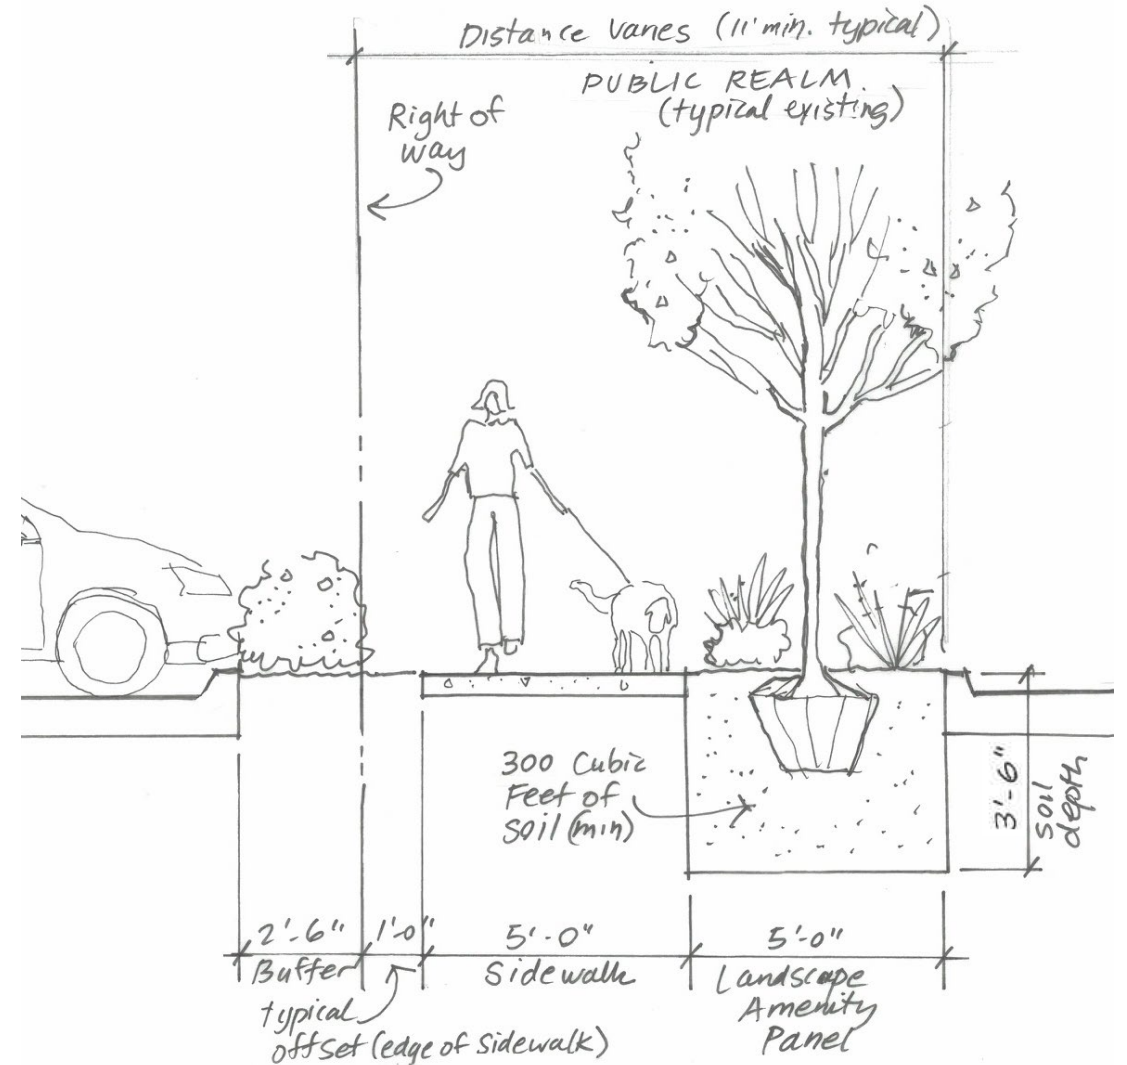 Distance Varies (11' min. typical)
PUBLIC REALM
(typical existing)
Right of
way
300 Cubic
Feet of
soil (min)
3'-6"
soil
depth
2'-6"
Buffer
1'-0"
typical
offset (edge of sidewalk)
5'-0"
Sidewalk
5'-0"
Landscape
Amenity
Panel